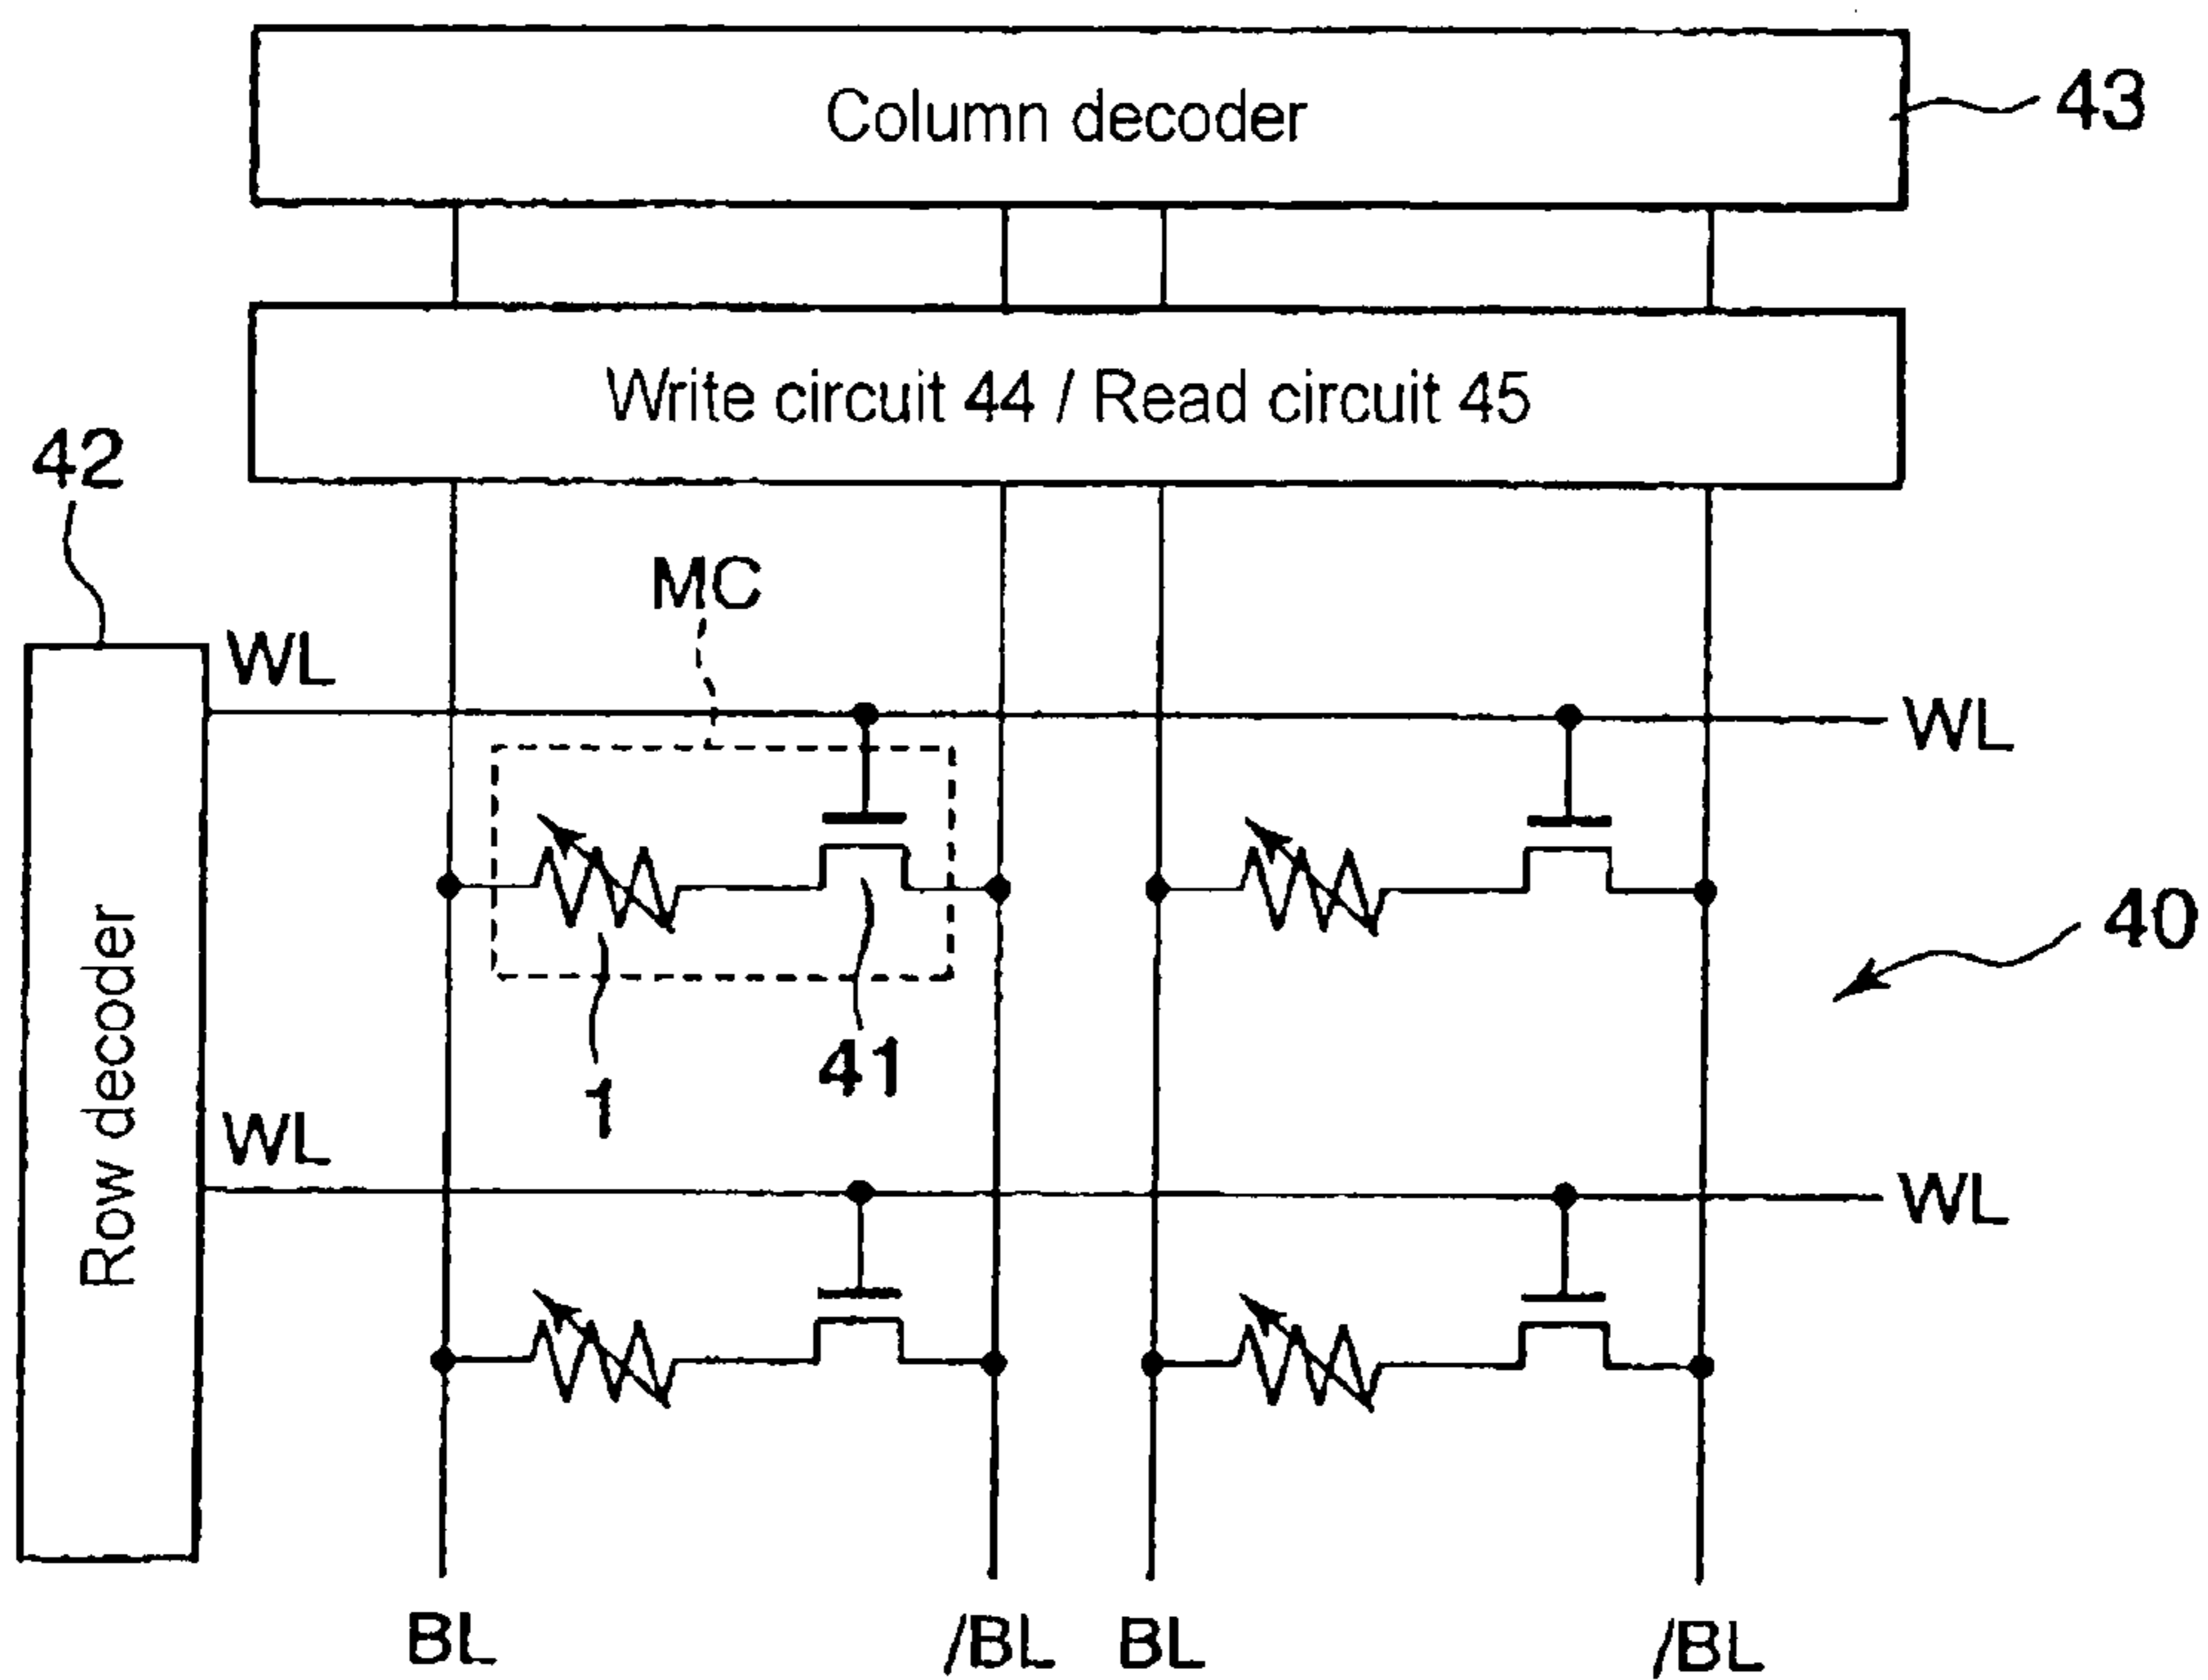 Column decoder
43
Write circuit 44 / Read circuit 45
42
MC
WL
WL
40
1
41
Row decoder
WL
WL
BL
/BL
BL
/BL